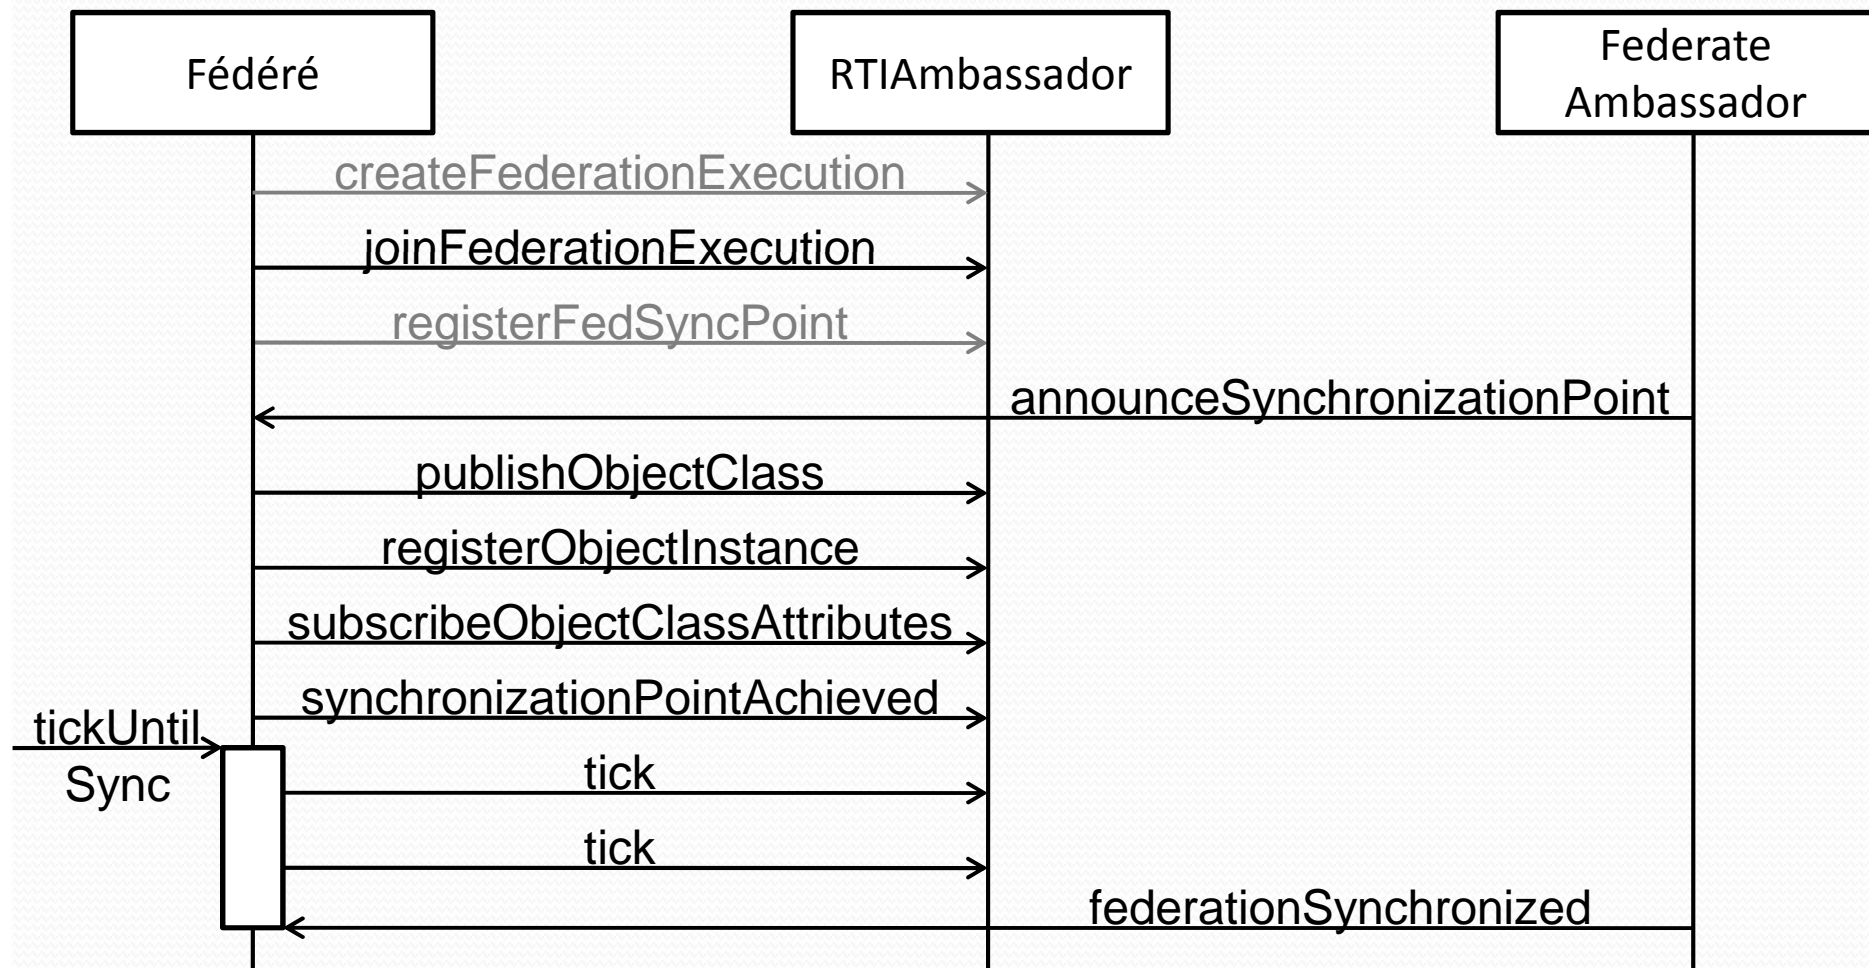 Fédéré
RTIAmbassador
Federate
Ambassador
createFederationExecution
joinFederationExecution
registerFedSyncPoint
announceSynchronizationPoint
publishObjectClass
registerObjectInstance
subscribeObjectClassAttributes
synchronizationPointAchieved
tickUntil
Sync
tick
tick
federationSynchronized